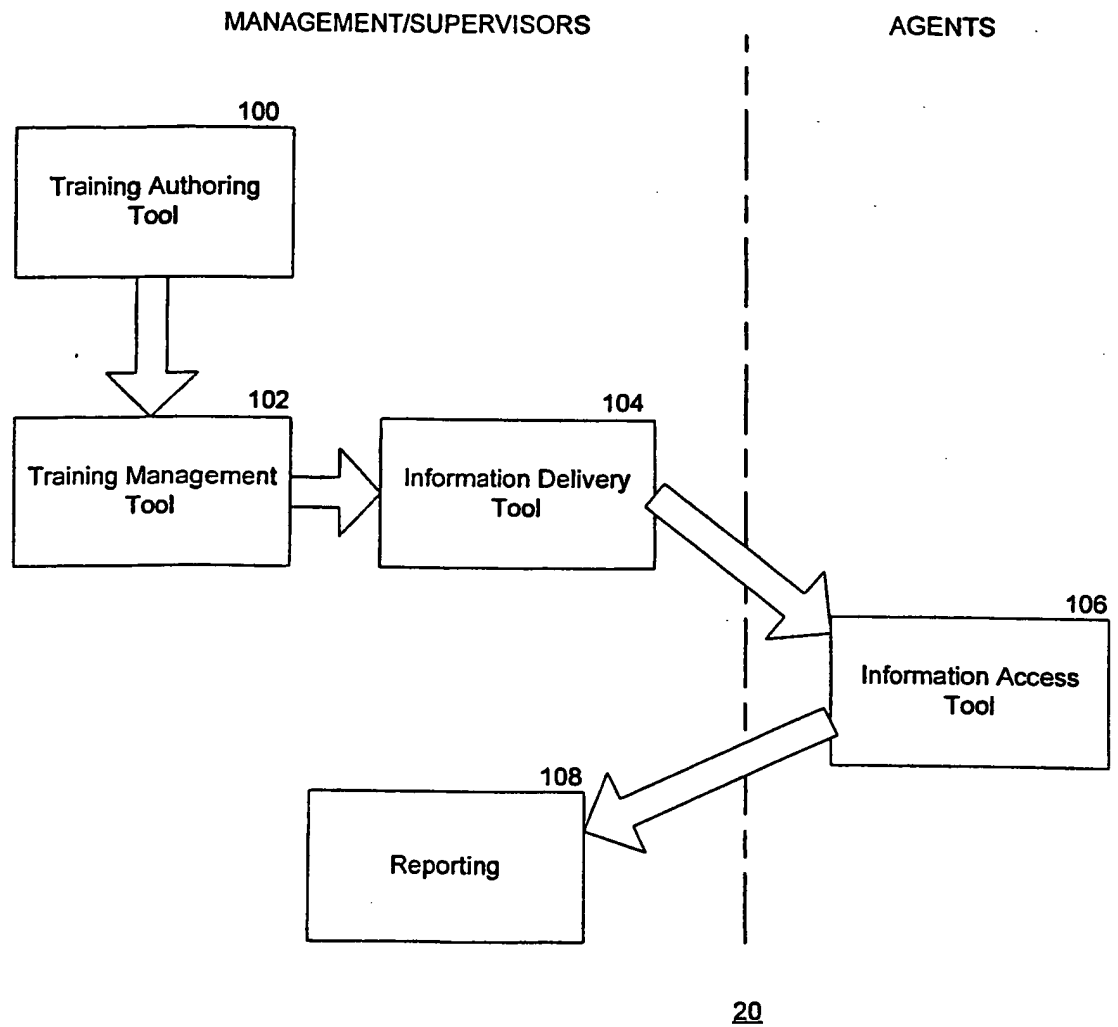 MANAGEMENT/SUPERVISORS
AGENTS
100
Training Authoring
Tool
102
Training Management
Tool
104
Information Delivery
Tool
106
Information Access
Tool
108
Reporting
20